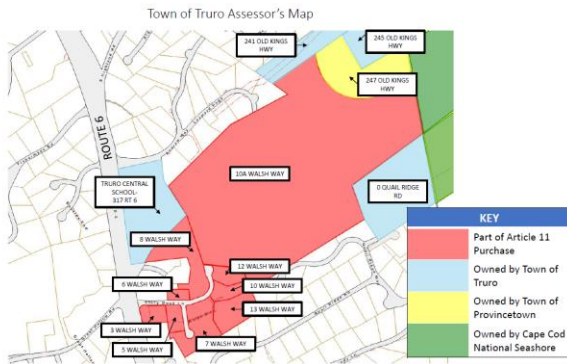 Town of Truro Assessor's Map
241 OLD KINGS
HWY
245 OLD KINGS
HWY
247 OLD KINGS
HWY
ROUTE 6
10A WALSH WAY
TRURO CENTRAL
SCHOOL-
317 RT 6
0 QUAIL RIDGE
RD
8 WALSH WAY
12 WALSH WAY
6 WALSH WAY
10 WALSH WAY
3 WALSH WAY
13 WALSH WAY
5 WALSH WAY
7 WALSH WAY
KEY
Part of Article 11
Purchase
Owned by Town of
Truro
Owned by Town of
Provincetown
Owned by Cape Cod
National Seashore